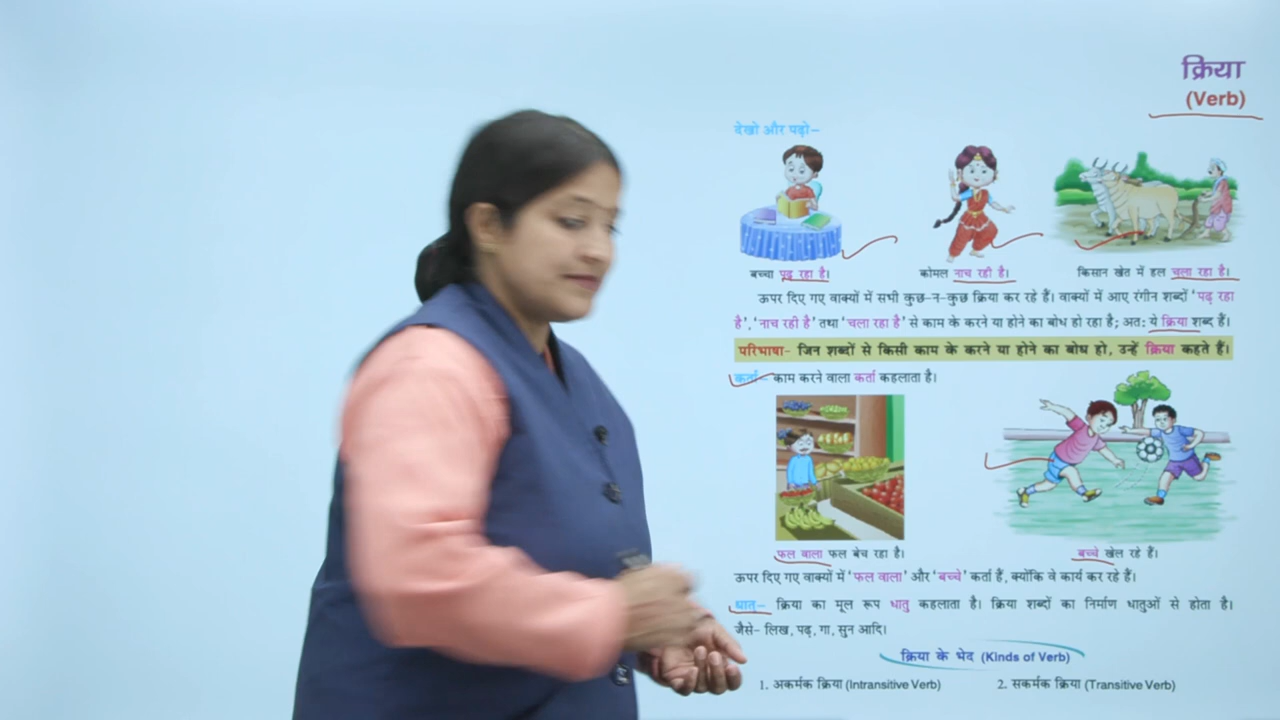 क्रिया
(Verb)
देखो और पढ़ो–
बच्चा पढ़ रहा है।
कोमल नाच रही है।
किसान खेत में हल चला रहा है।
ऊपर दिए गए वाक्यों में सभी कुछ-न-कुछ क्रिया कर रहे हैं। वाक्यों में आए रंगीन शब्दों 'पढ़ रहा
है', 'नाच रही है' तथा 'चला रहा है' से काम के करने या होने का बोध हो रहा है; अतः ये क्रिया शब्द हैं।
परिभाषा- जिन शब्दों से किसी काम के करने या होने का बोध हो, उन्हें क्रिया कहते हैं।
कर्ता– काम करने वाला कर्ता कहलाता है।
फल वाला फल बेच रहा है।
बच्चे खेल रहे हैं।
ऊपर दिए गए वाक्यों में 'फल वाला' और 'बच्चे' कर्ता हैं, क्योंकि वे कार्य कर रहे हैं।
धातु– क्रिया का मूल रूप धातु कहलाता है। क्रिया शब्दों का निर्माण धातुओं से होता है।
जैसे– लिख, पढ़, गा, सुन आदि।
क्रिया के भेद (Kinds of Verb)
1. अकर्मक क्रिया (Intransitive Verb)
2. सकर्मक क्रिया (Transitive Verb)